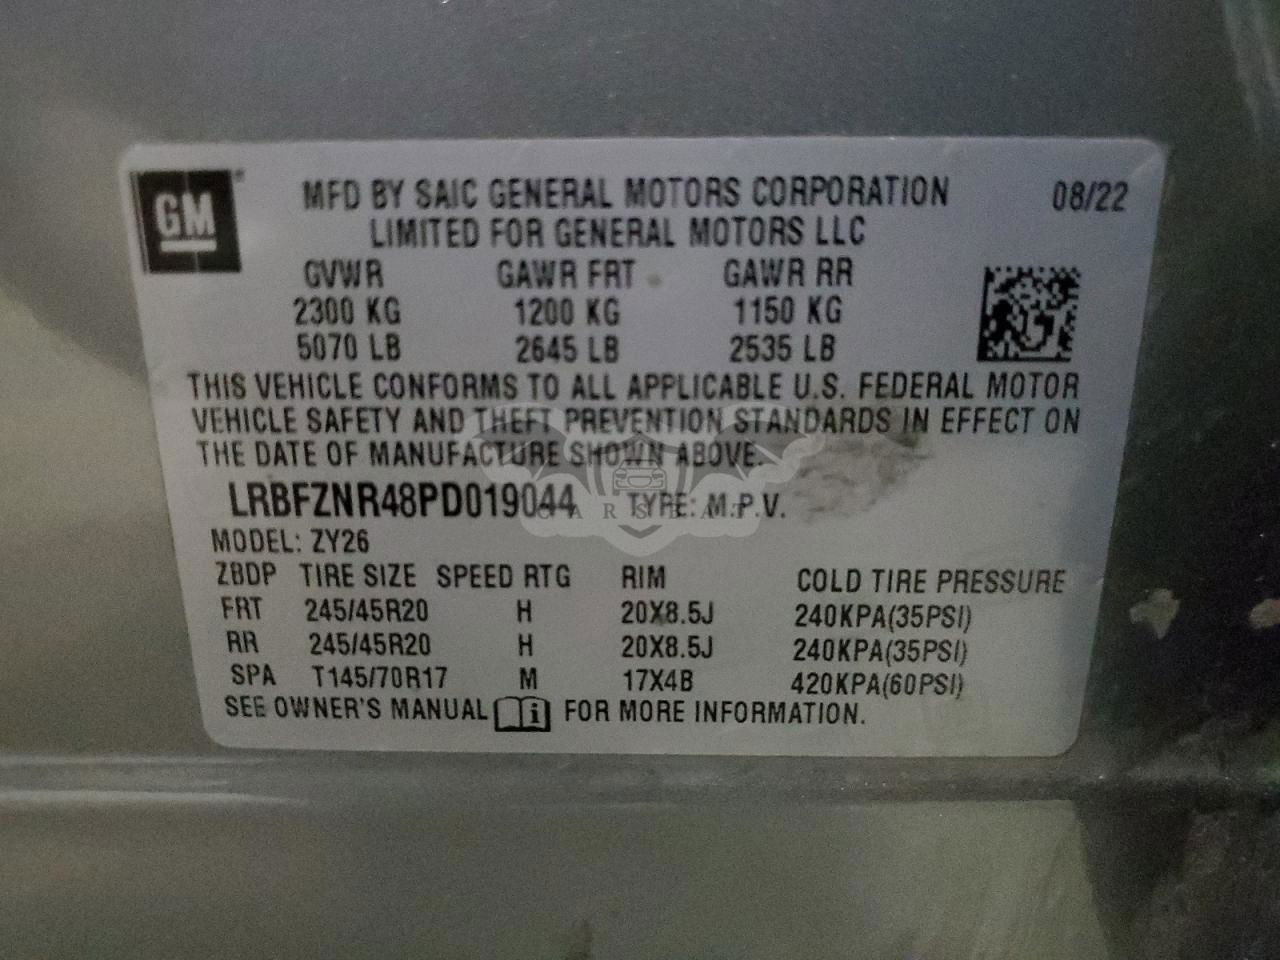 GM
MFD BY SAIC GENERAL MOTORS CORPORATION 08/22
LIMITED FOR GENERAL MOTORS LLC
GVWR GAWR FRT GAWR RR
2300 KG 1200 KG 1150 KG
5070 LB 2645 LB 2535 LB
THIS VEHICLE CONFORMS TO ALL APPLICABLE U.S. FEDERAL MOTOR
VEHICLE SAFETY AND THEFT PREVENTION STANDARDS IN EFFECT ON
THE DATE OF MANUFACTURE SHOWN ABOVE.
LRBFZNR48PD019044 TYPE: M.P.V.
MODEL: ZY26
ZBDP TIRE SIZE SPEED RTG RIM COLD TIRE PRESSURE
FRT 245/45R20 H 20X8.5J 240KPA(35PSI)
RR 245/45R20 H 20X8.5J 240KPA(35PSI)
SPA T145/70R17 M 17X4B 420KPA(60PSI)
SEE OWNER'S MANUAL FOR MORE INFORMATION.